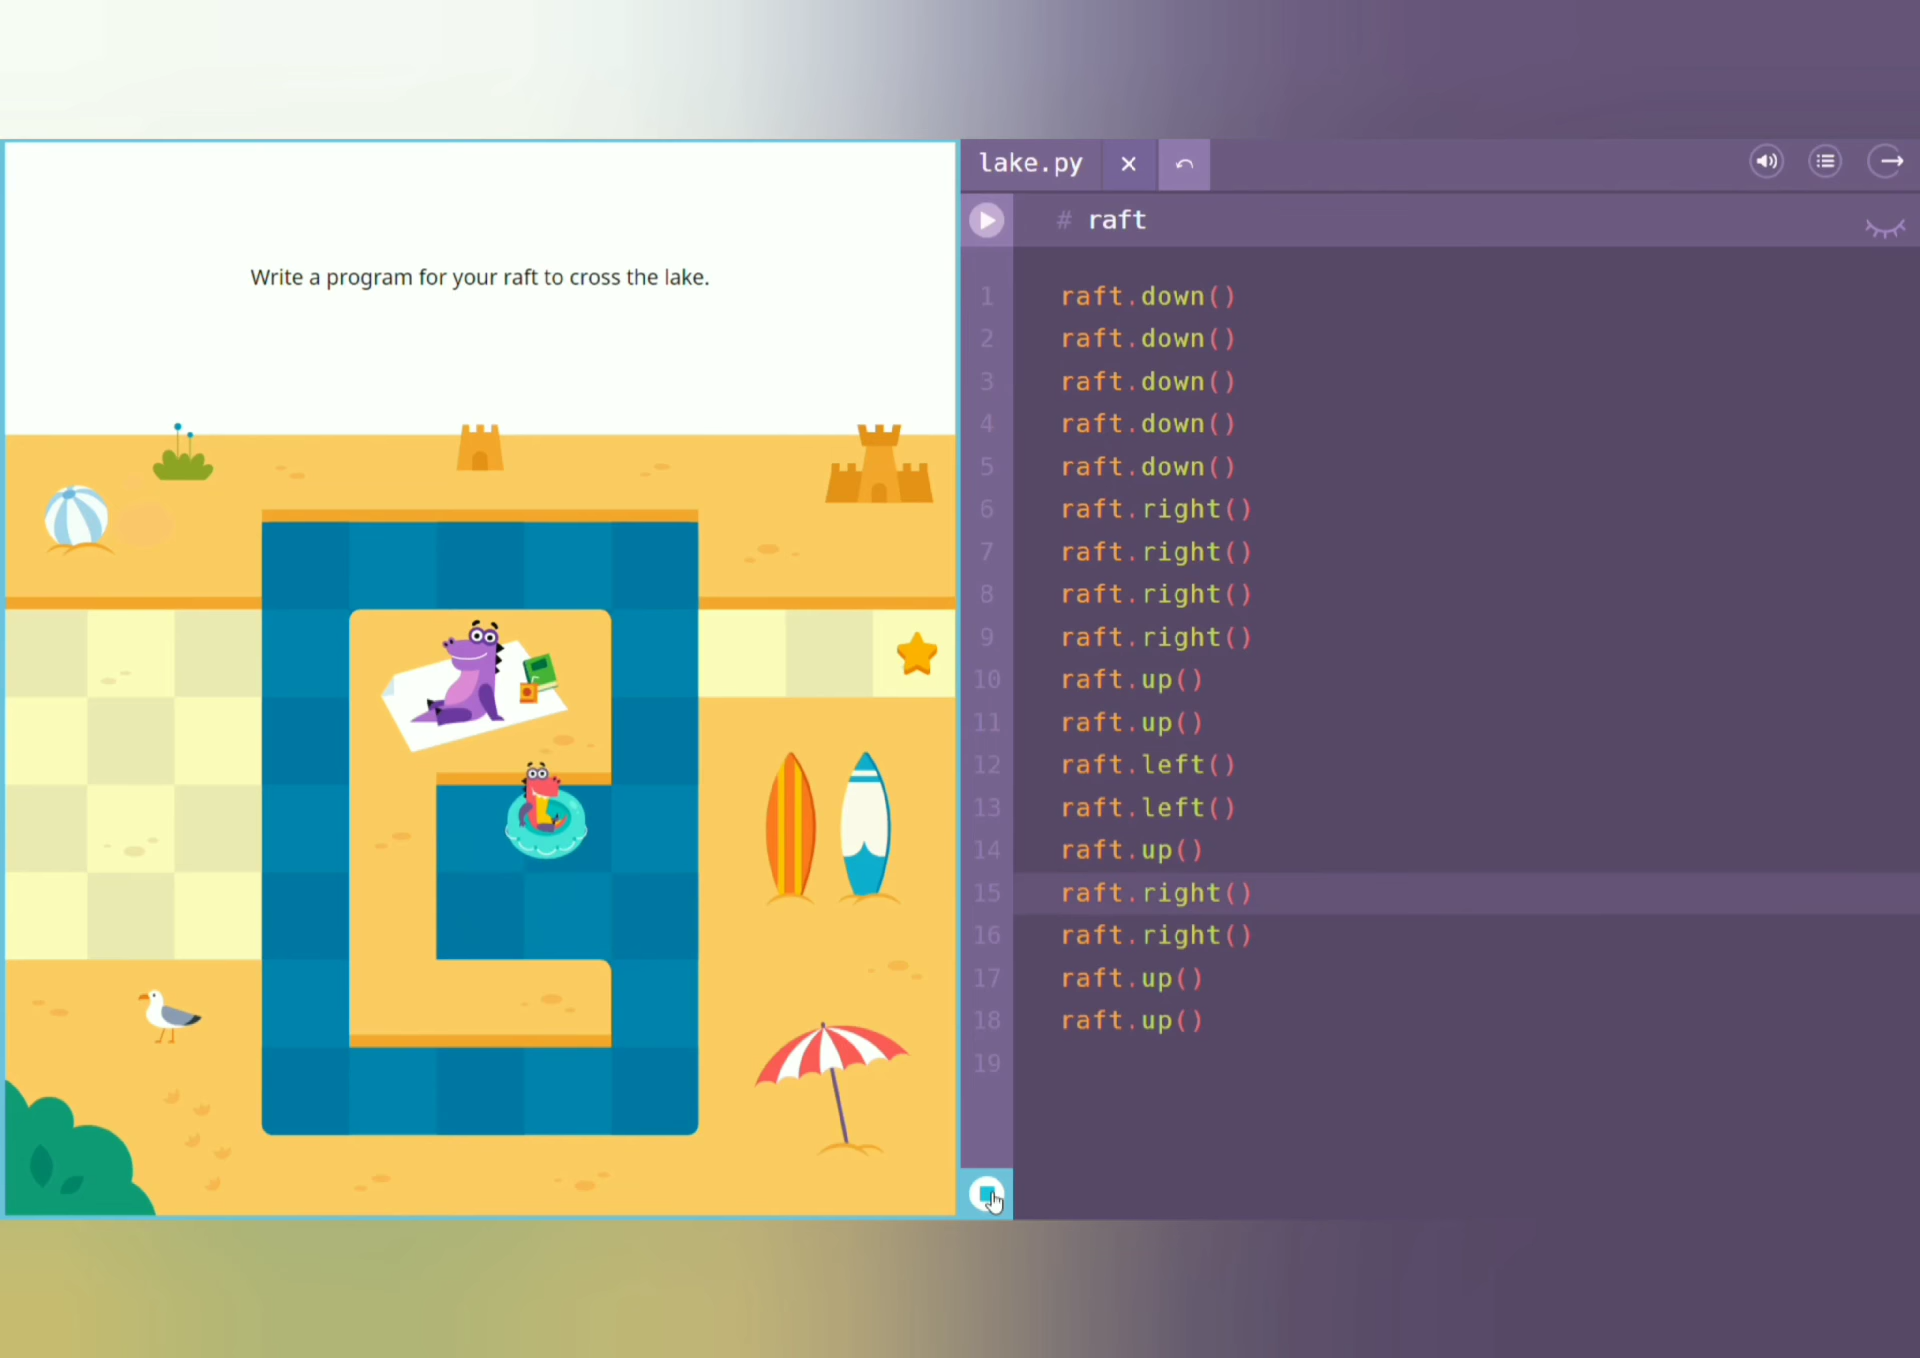 Write a program for your raft to cross the lake.
lake.py
# raft
1 raft.down()
2 raft.down()
3 raft.down()
4 raft.down()
5 raft.down()
6 raft.right()
7 raft.right()
8 raft.right()
9 raft.right()
10 raft.up()
11 raft.up()
12 raft.left()
13 raft.left()
14 raft.up()
15 raft.right()
16 raft.right()
17 raft.up()
18 raft.up()
19